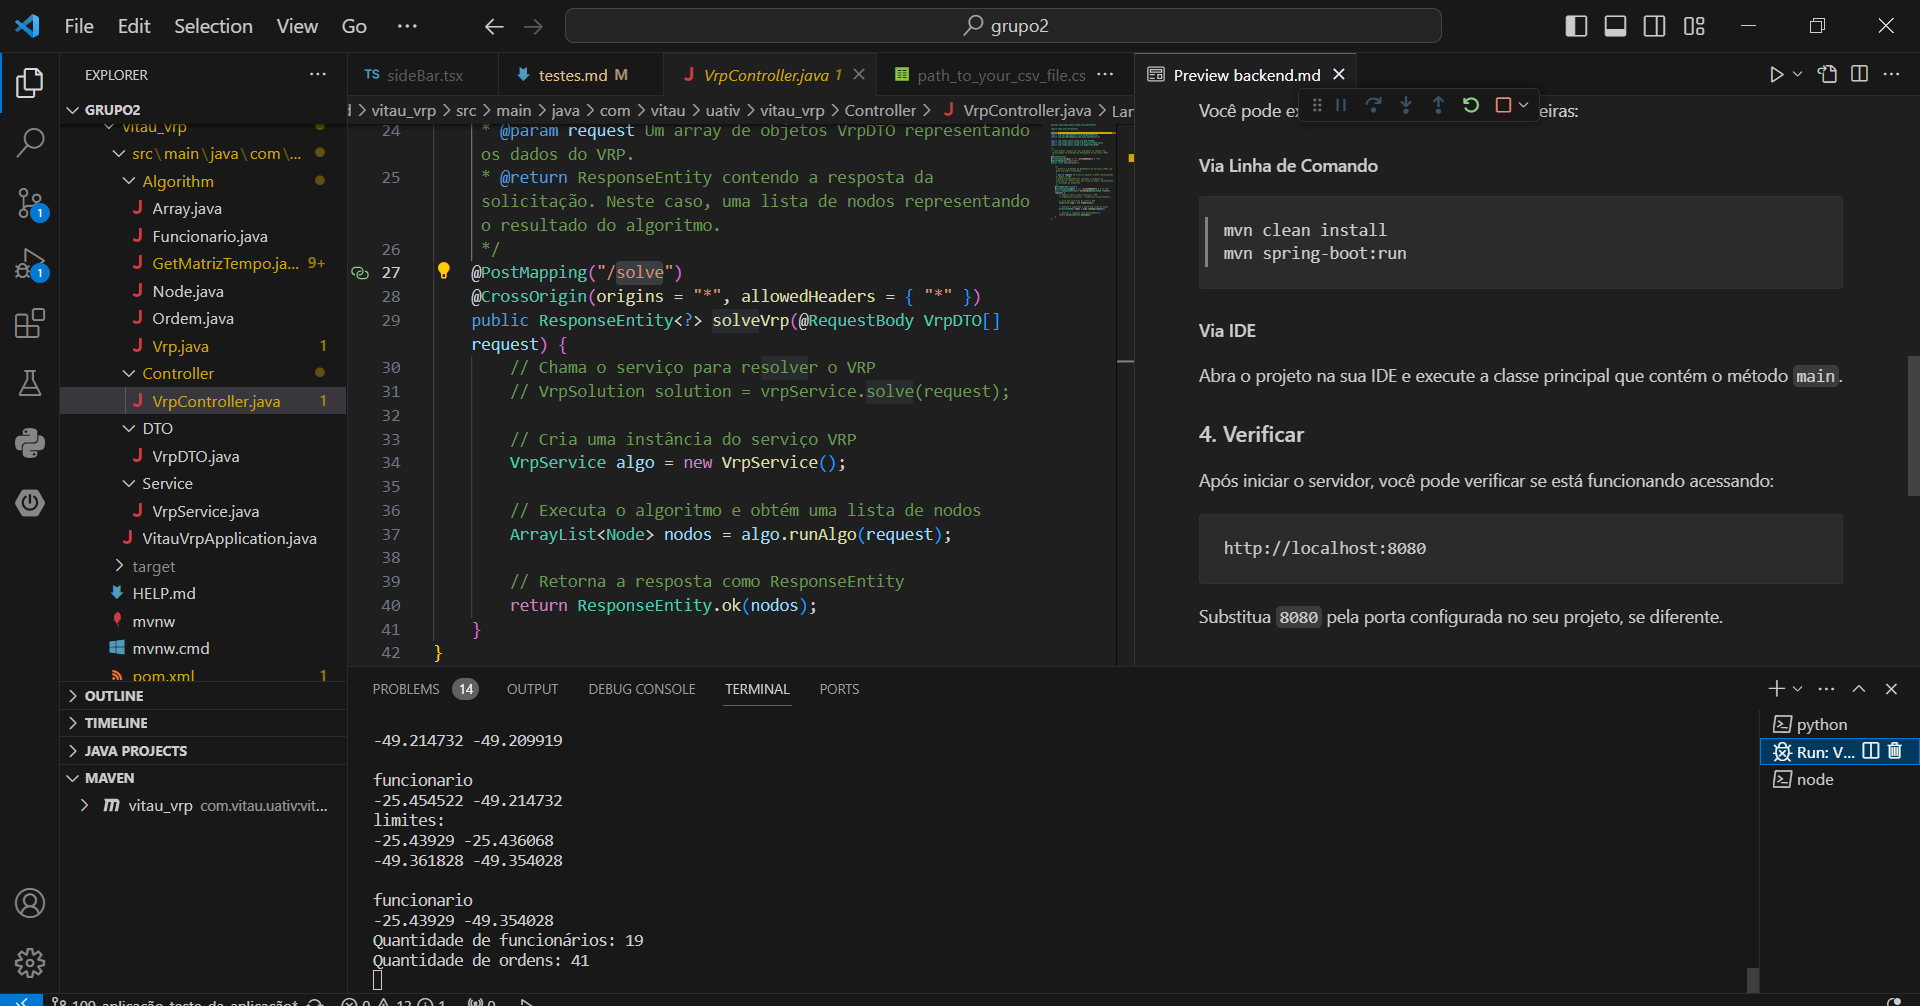 File Edit Selection View Go ··· grupo2
EXPLORER ···
GRUPO2
vitau_vrp
src\main\java\com\...
Algorithm
Array.java
Funcionario.java
GetMatrizTempo.ja... 9+
Node.java
Ordem.java
Vrp.java 1
Controller
VrpController.java 1
DTO
VrpDTO.java
Service
VrpService.java
VitauVrpApplication.java
target
HELP.md
mvnw
mvnw.cmd
pom.xml 1
OUTLINE
TIMELINE
JAVA PROJECTS
MAVEN
vitau_vrp com.vitau.uativ:vit...
1
1
TS sideBar.tsx testes.md M VrpController.java 1 path_to_your_csv_file.cs ···
d > vitau_vrp > src > main > java > com > vitau > uativ > vitau_vrp > Controller > VrpController.java > Lar
24 * @param request Um array de objetos VrpDTO representando
os dados do VRP.
25 * @return ResponseEntity contendo a resposta da
solicitação. Neste caso, uma lista de nodos representando
o resultado do algoritmo.
26 */
27 @PostMapping("/solve")
28 @CrossOrigin(origins = "*", allowedHeaders = { "*" })
29 public ResponseEntity<?> solveVrp(@RequestBody VrpDTO[]
request) {
30 // Chama o serviço para resolver o VRP
31 // VrpSolution solution = vrpService.solve(request);
32
33 // Cria uma instância do serviço VRP
34 VrpService algo = new VrpService();
35
36 // Executa o algoritmo e obtém uma lista de nodos
37 ArrayList<Node> nodos = algo.runAlgo(request);
38
39 // Retorna a resposta como ResponseEntity
40 return ResponseEntity.ok(nodos);
41 }
42 }
Preview backend.md
Você pode ex eiras:
Via Linha de Comando
mvn clean install
mvn spring-boot:run
Via IDE
Abra o projeto na sua IDE e execute a classe principal que contém o método main.
4. Verificar
Após iniciar o servidor, você pode verificar se está funcionando acessando:
http://localhost:8080
Substitua 8080 pela porta configurada no seu projeto, se diferente.
PROBLEMS 14 OUTPUT DEBUG CONSOLE TERMINAL PORTS
-49.214732 -49.209919
funcionario
-25.454522 -49.214732
limites:
-25.43929 -25.436068
-49.361828 -49.354028
funcionario
-25.43929 -49.354028
Quantidade de funcionários: 19
Quantidade de ordens: 41
python
Run: V...
node